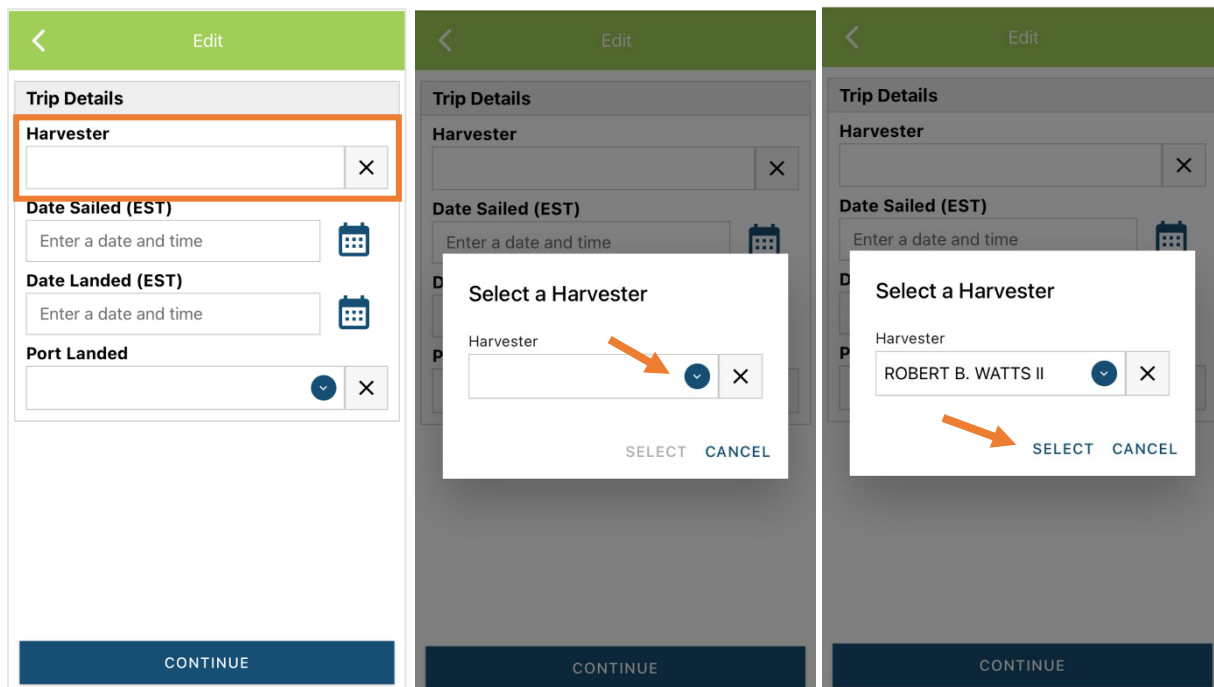 Edit
Trip Details
Harvester
Date Sailed (EST)
Enter a date and time
Date Landed (EST)
Enter a date and time
Port Landed
CONTINUE
Edit
Trip Details
Harvester
Date Sailed (EST)
Enter a date and time
D
P
Select a Harvester
Harvester
SELECT CANCEL
CONTINUE
Edit
Trip Details
Harvester
Date Sailed (EST)
Enter a date and time
D
P
Select a Harvester
Harvester
ROBERT B. WATTS II
SELECT CANCEL
CONTINUE